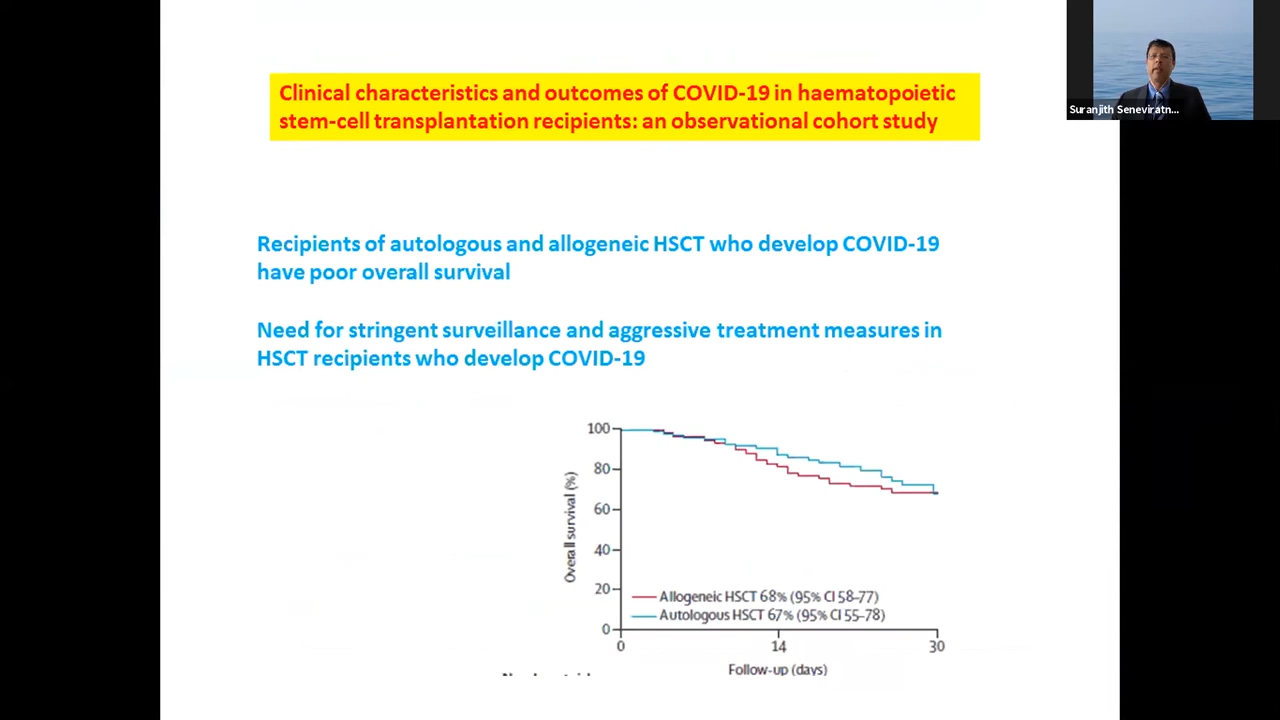 Clinical characteristics and outcomes of COVID-19 in haematopoietic
stem-cell transplantation recipients: an observational cohort study
Suranjith Seneviratn...
Recipients of autologous and allogeneic HSCT who develop COVID-19
have poor overall survival
Need for stringent surveillance and aggressive treatment measures in
HSCT recipients who develop COVID-19
100
80
60
40
20
0
Overall survival (%)
Allogeneic HSCT 68% (95% CI 58–77)
Autologous HSCT 67% (95% CI 55–78)
0 14 30
Follow-up (days)